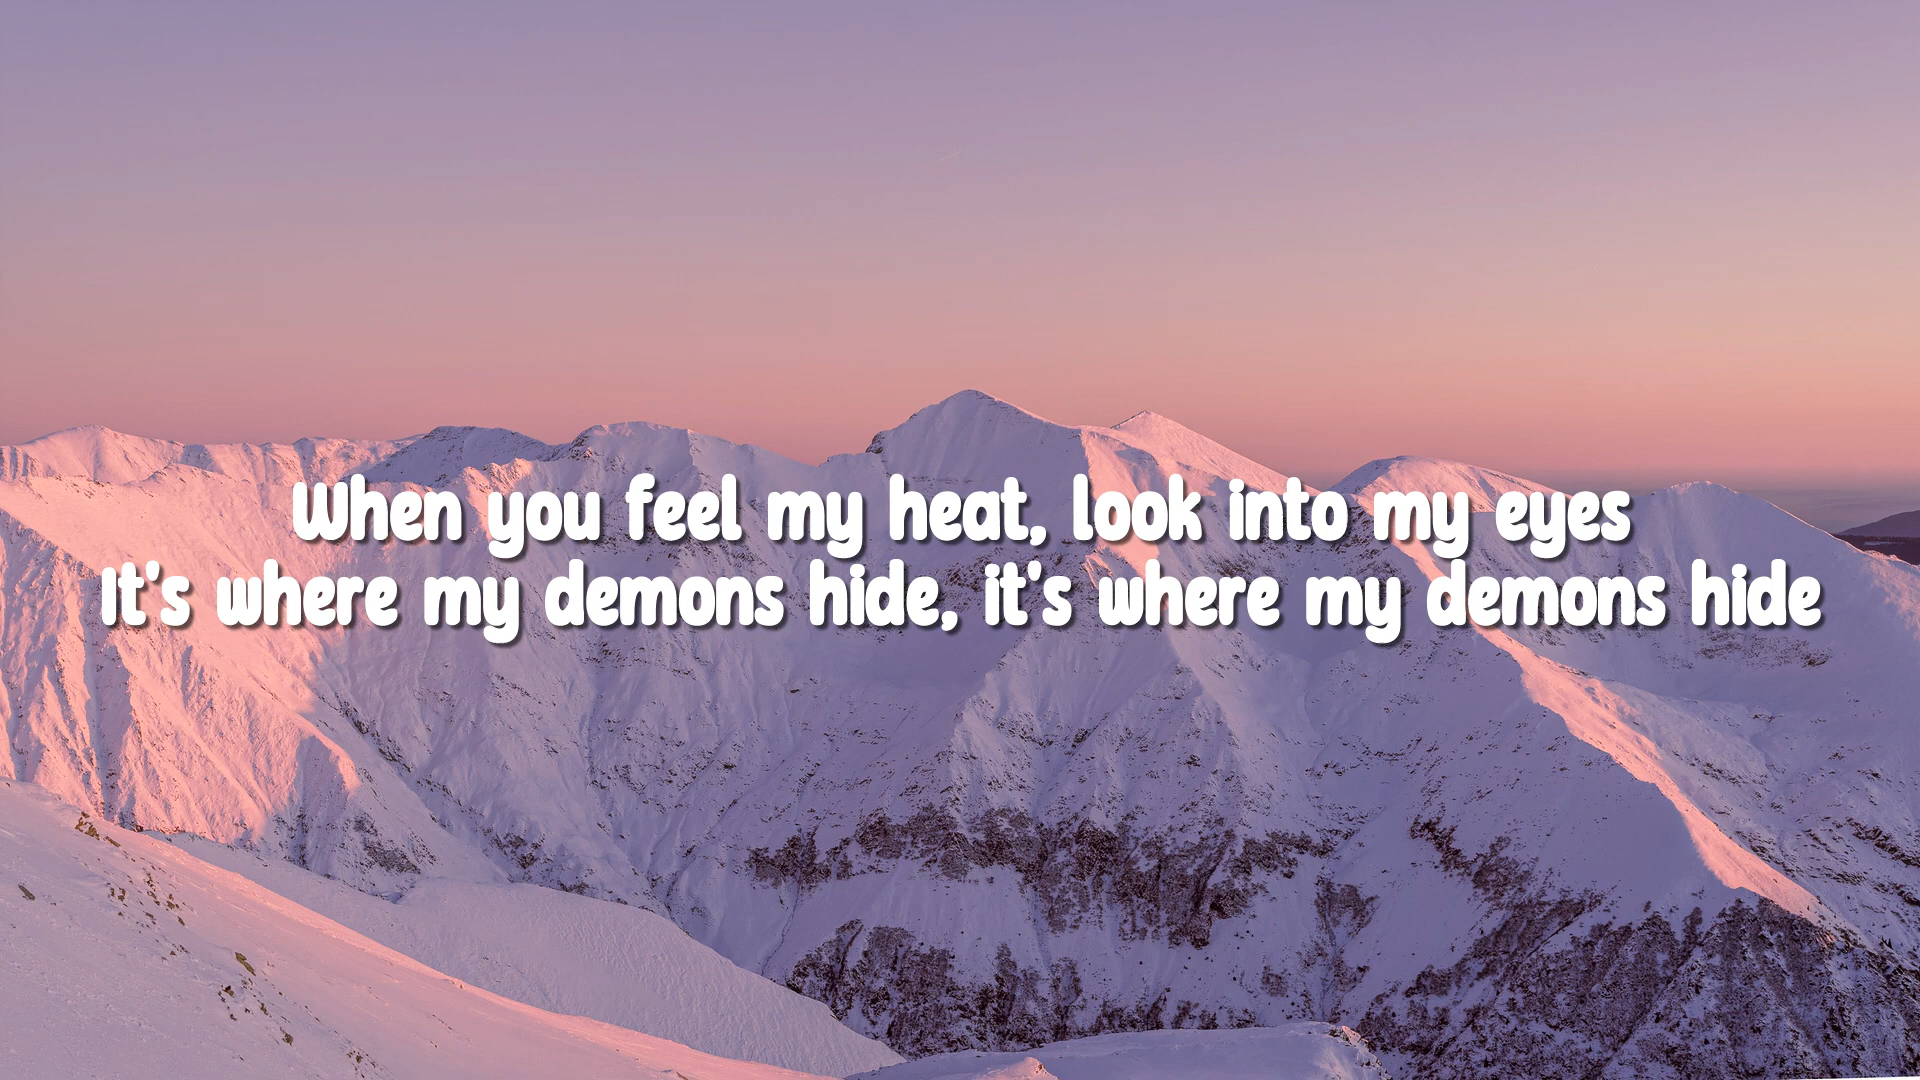 When you feel my heat, look into my eyes
It's where my demons hide, it's where my demons hide